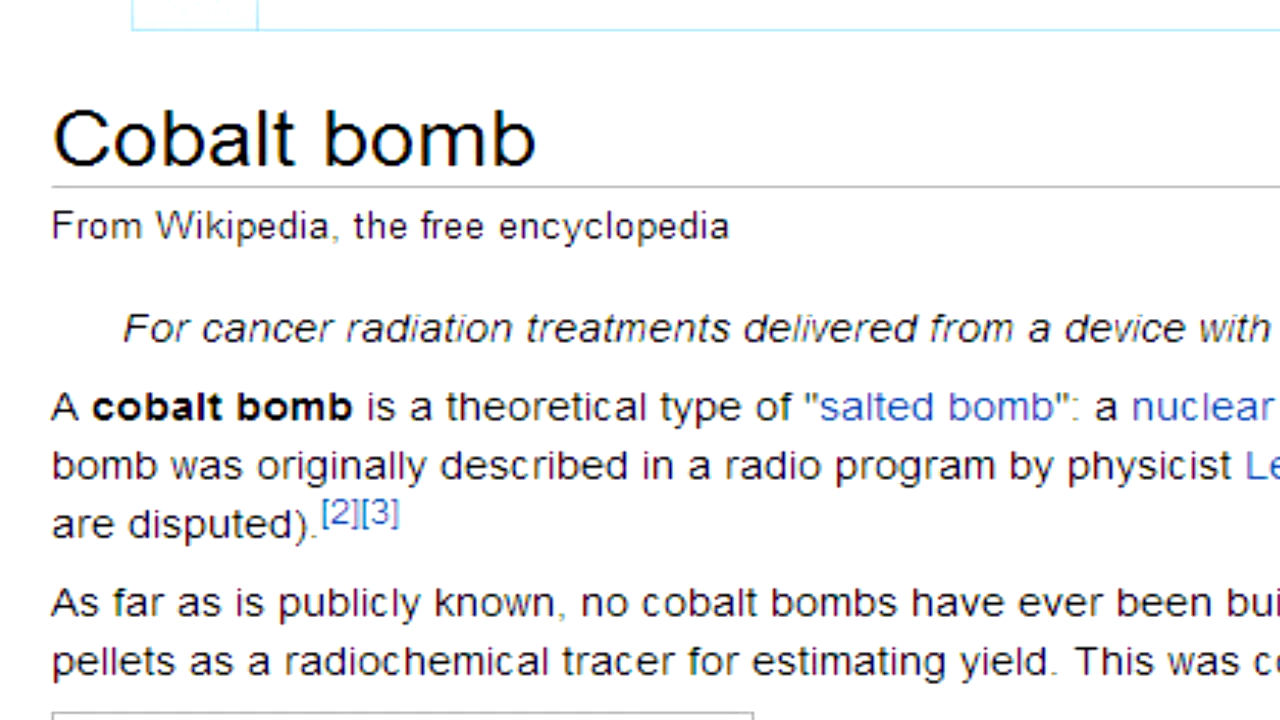 Cobalt bomb
From Wikipedia, the free encyclopedia
For cancer radiation treatments delivered from a device with
A cobalt bomb is a theoretical type of "salted bomb": a nuclear
bomb was originally described in a radio program by physicist Le
are disputed).[2][3]
As far as is publicly known, no cobalt bombs have ever been bui
pellets as a radiochemical tracer for estimating yield. This was co